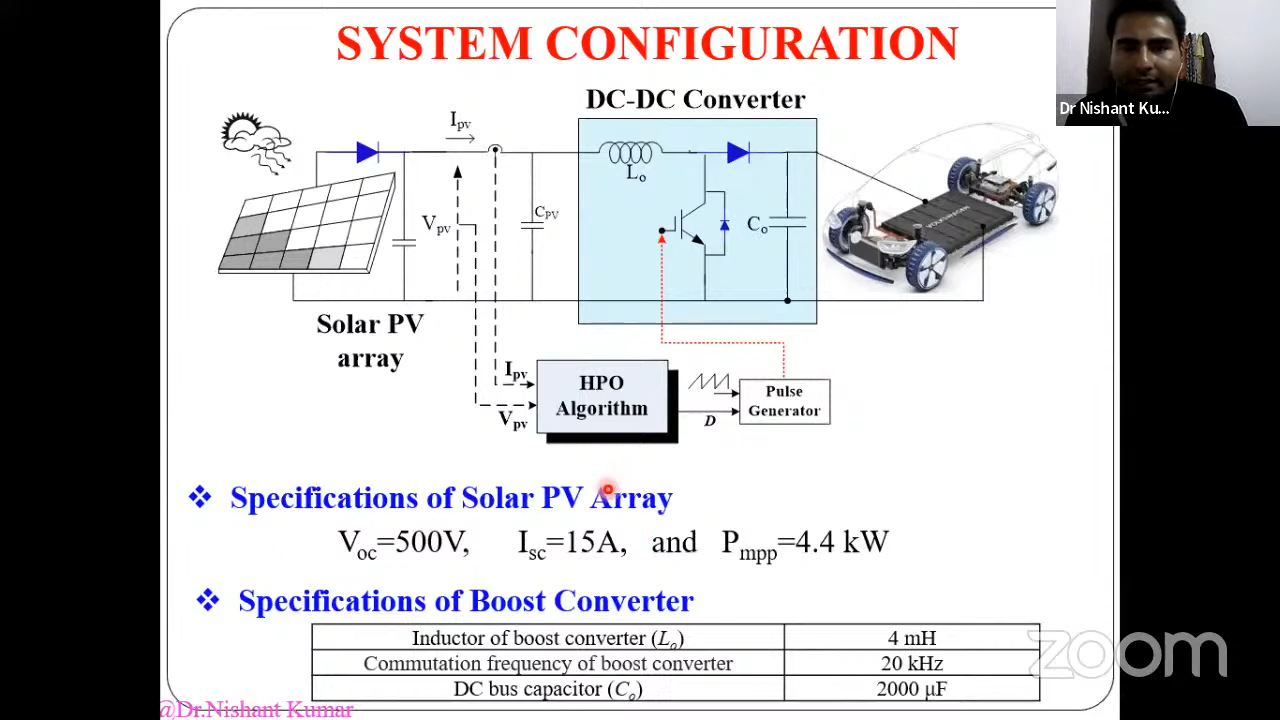 SYSTEM CONFIGURATION
Dr Nishant Ku...
DC-DC Converter
Ipv
Lo
CPV
Vpv
Co
VOLKSWAGEN
Solar PV
array
Ipv
Vpv
HPO
Algorithm
D
Pulse
Generator
❖ Specifications of Solar PV Array
Voc=500V, Isc=15A, and Pmpp=4.4 kW
❖ Specifications of Boost Converter
Inductor of boost converter (Lo) 4 mH
Commutation frequency of boost converter 20 kHz
DC bus capacitor (Co) 2000 μF
zoom
@Dr.Nishant Kumar